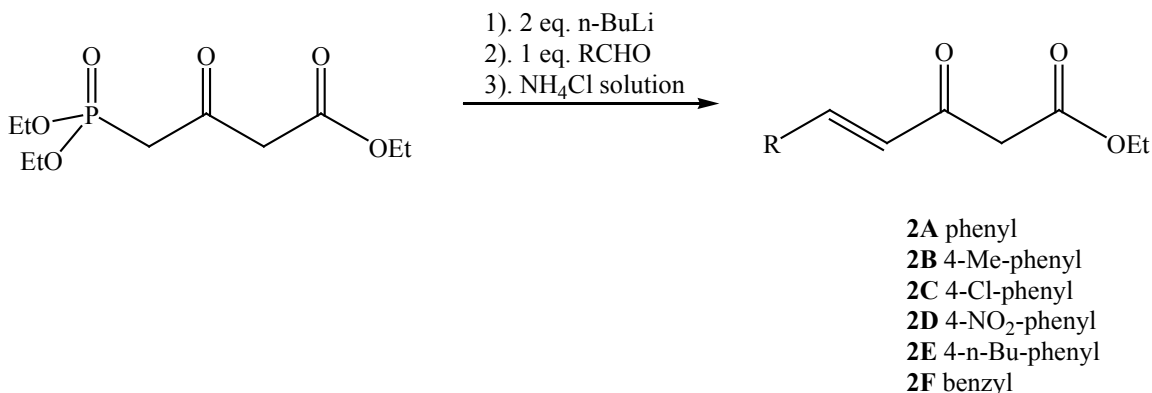 1). 2 eq. n-BuLi
2). 1 eq. RCHO
3). NH₄Cl solution
O O O
EtO P OEt
EtO
O O
R OEt
2A phenyl
2B 4-Me-phenyl
2C 4-Cl-phenyl
2D 4-NO₂-phenyl
2E 4-n-Bu-phenyl
2F benzyl